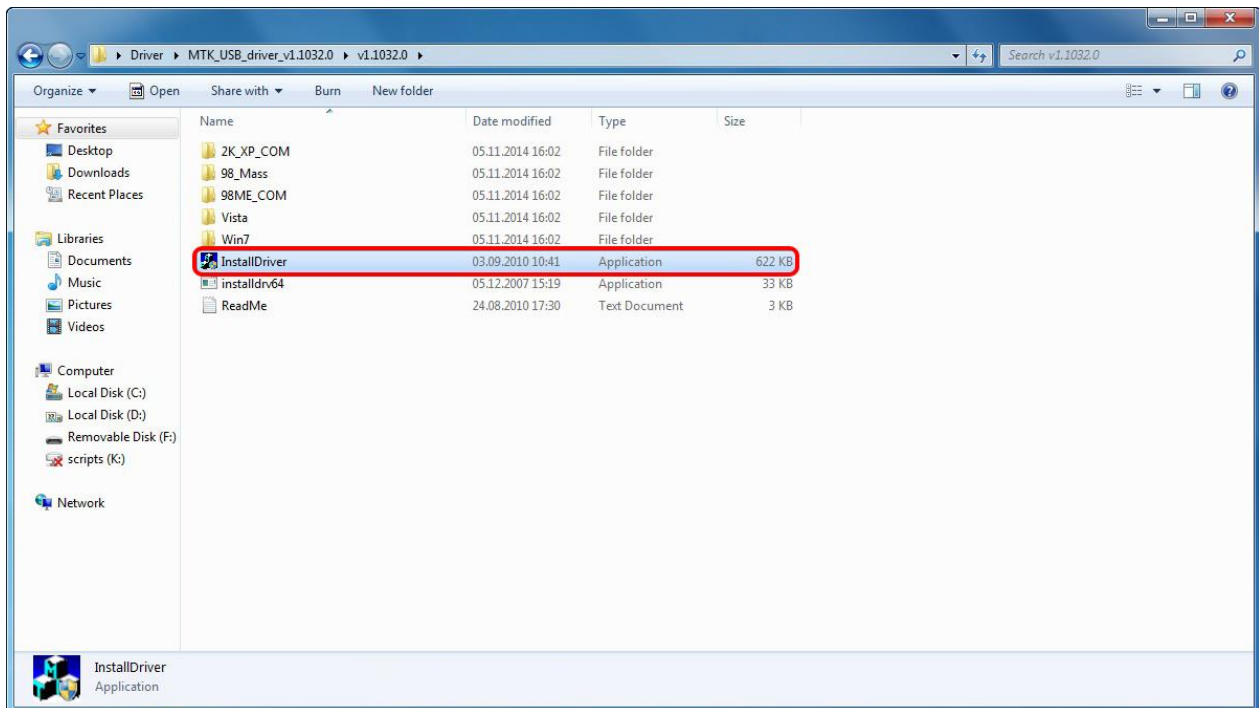 Driver MTK_USB_driver_v1.1032.0 v1.1032.0 Search v1.1032.0
Organize Open Share with Burn New folder
Favorites
Desktop
Downloads
Recent Places
Libraries
Documents
Music
Pictures
Videos
Computer
Local Disk (C:)
Local Disk (D:)
Removable Disk (F:)
scripts (K:)
Network
Name Date modified Type Size
2K_XP_COM 05.11.2014 16:02 File folder
98_Mass 05.11.2014 16:02 File folder
98ME_COM 05.11.2014 16:02 File folder
Vista 05.11.2014 16:02 File folder
Win7 05.11.2014 16:02 File folder
InstallDriver 03.09.2010 10:41 Application 622 KB
installdrv64 05.12.2007 15:19 Application 33 KB
ReadMe 24.08.2010 17:30 Text Document 3 KB
InstallDriver
Application